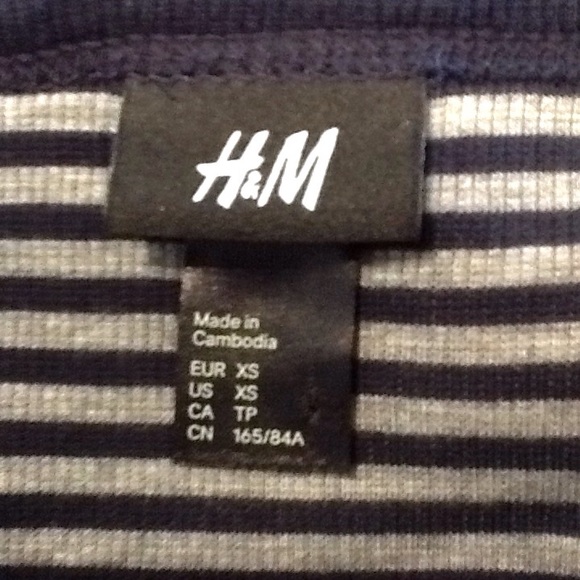 H&M
Made in
Cambodia
EUR XS
US XS
CA TP
CN 165/84A